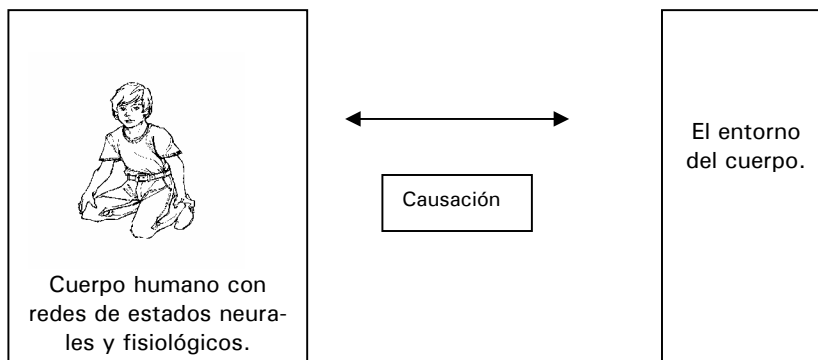 Cuerpo humano con
redes de estados neura-
les y fisiológicos.
Causación
El entorno
del cuerpo.